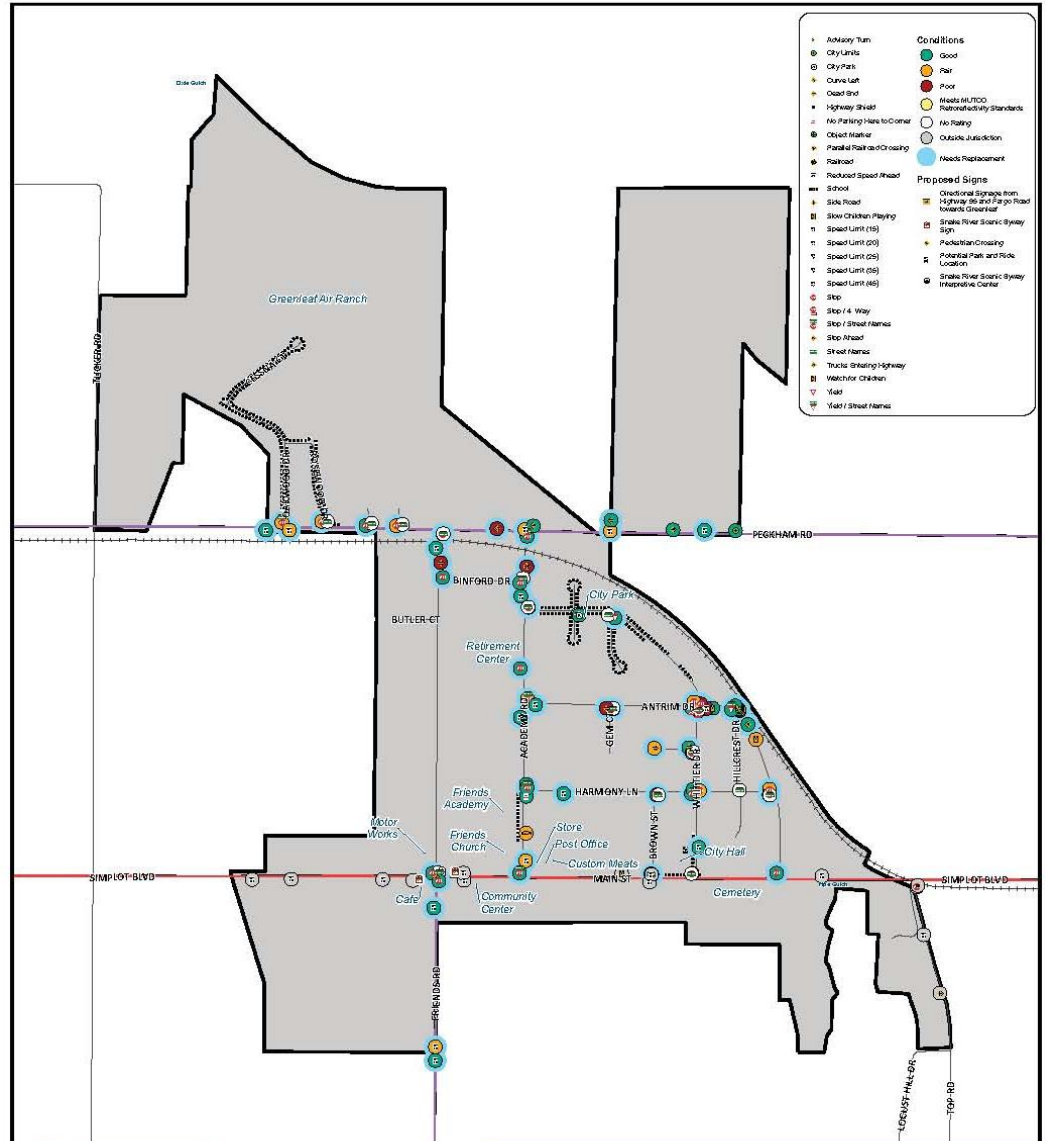 Advisory Turn
City Limits
City Park
Curve Left
Dead End
Highway Shield
No Parking Here to Corner
Object Marker
Parallel Railroad Crossing
Railroad
Reduced Speed Ahead
School
Side Road
Slow Children Playing
Speed Limit (15)
Speed Limit (20)
Speed Limit (25)
Speed Limit (35)
Speed Limit (45)
Stop
Stop / 4 Way
Stop / Street Names
Stop Ahead
Street Names
Trucks Entering Highway
Watch for Children
Yield
Yield / Street Names
Conditions
Good
Fair
Poor
Meets MUTCD
Retroreflectivity Standards
No Rating
Outside Jurisdiction
Needs Replacement
Proposed Signs
Directional Signage from
Highway 95 and Fargo Road
towards Greenleaf
Snake River Scenic Byway
Sign
Pedestrian Crossing
Potential Park and Ride
Location
Snake River Scenic Byway
Interpretive Center
Greenleaf Air Ranch
TUCKER RD
PECKHAM RD
BINFORD DR
City Park
BUTLER CT
Retirement
Center
ACADEMY RD
GEM CT
ANTRIM DR
HILLCREST DR
WHITTIER DR
HARMONY LN
Friends
Academy
BROWN ST
Motor
Works
Friends
Church
Store
Post Office
Custom Meats
City Hall
SIMPLOT BLVD
MAIN ST
SIMPLOT BLVD
Cafe
Community
Center
Cemetery
FRIENDS RD
LOCUST HILL DR
TOP RD